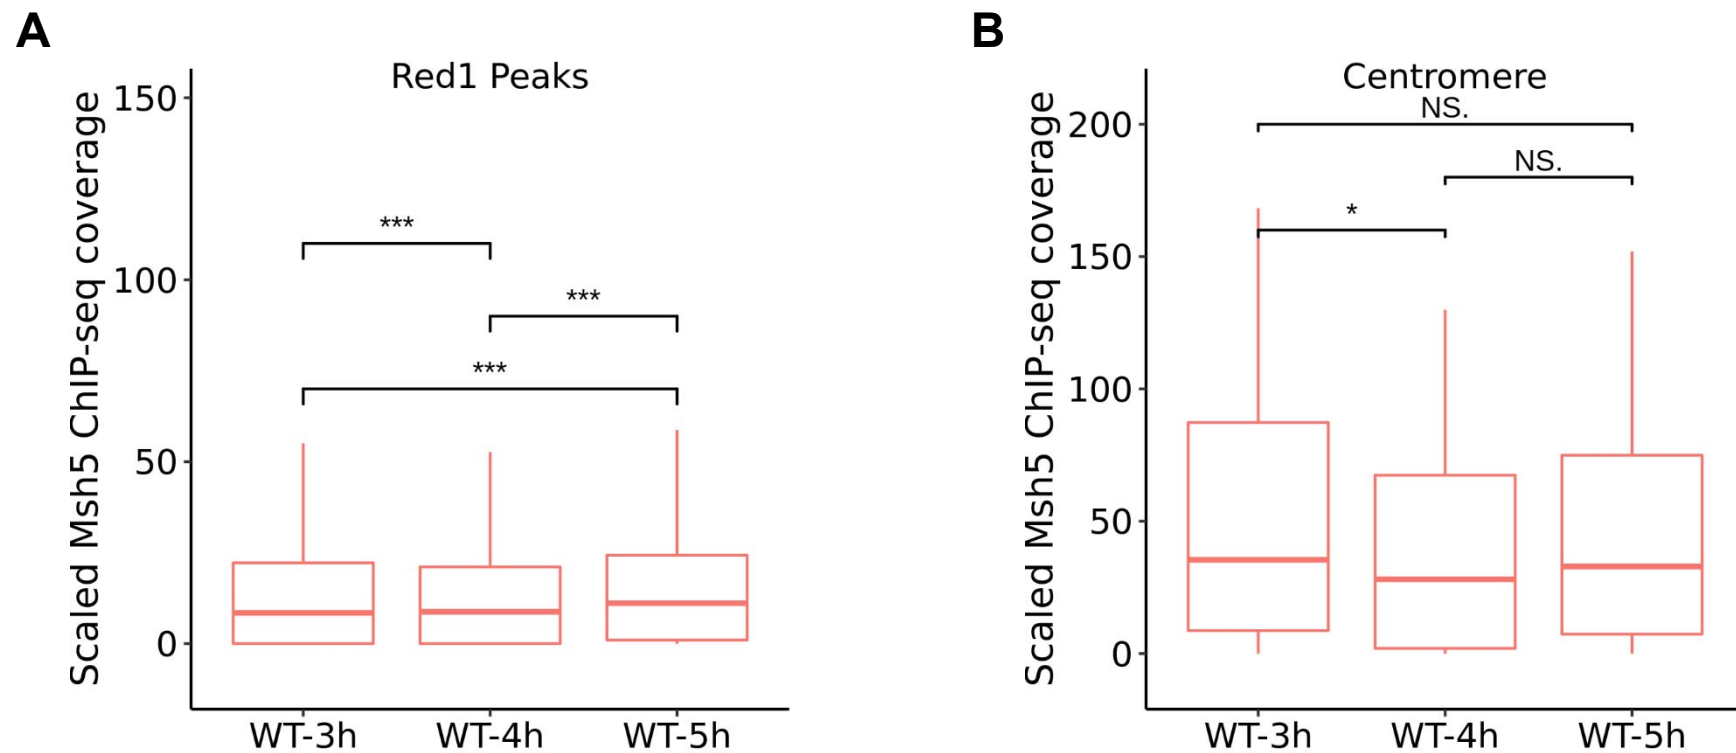 A
Red1 Peaks
Scaled Msh5 ChIP-seq coverage
150
100
50
0
***
***
***
WT-3h WT-4h WT-5h
B
Centromere
Scaled Msh5 ChIP-seq coverage
200
150
100
50
0
NS.
NS.
*
WT-3h WT-4h WT-5h